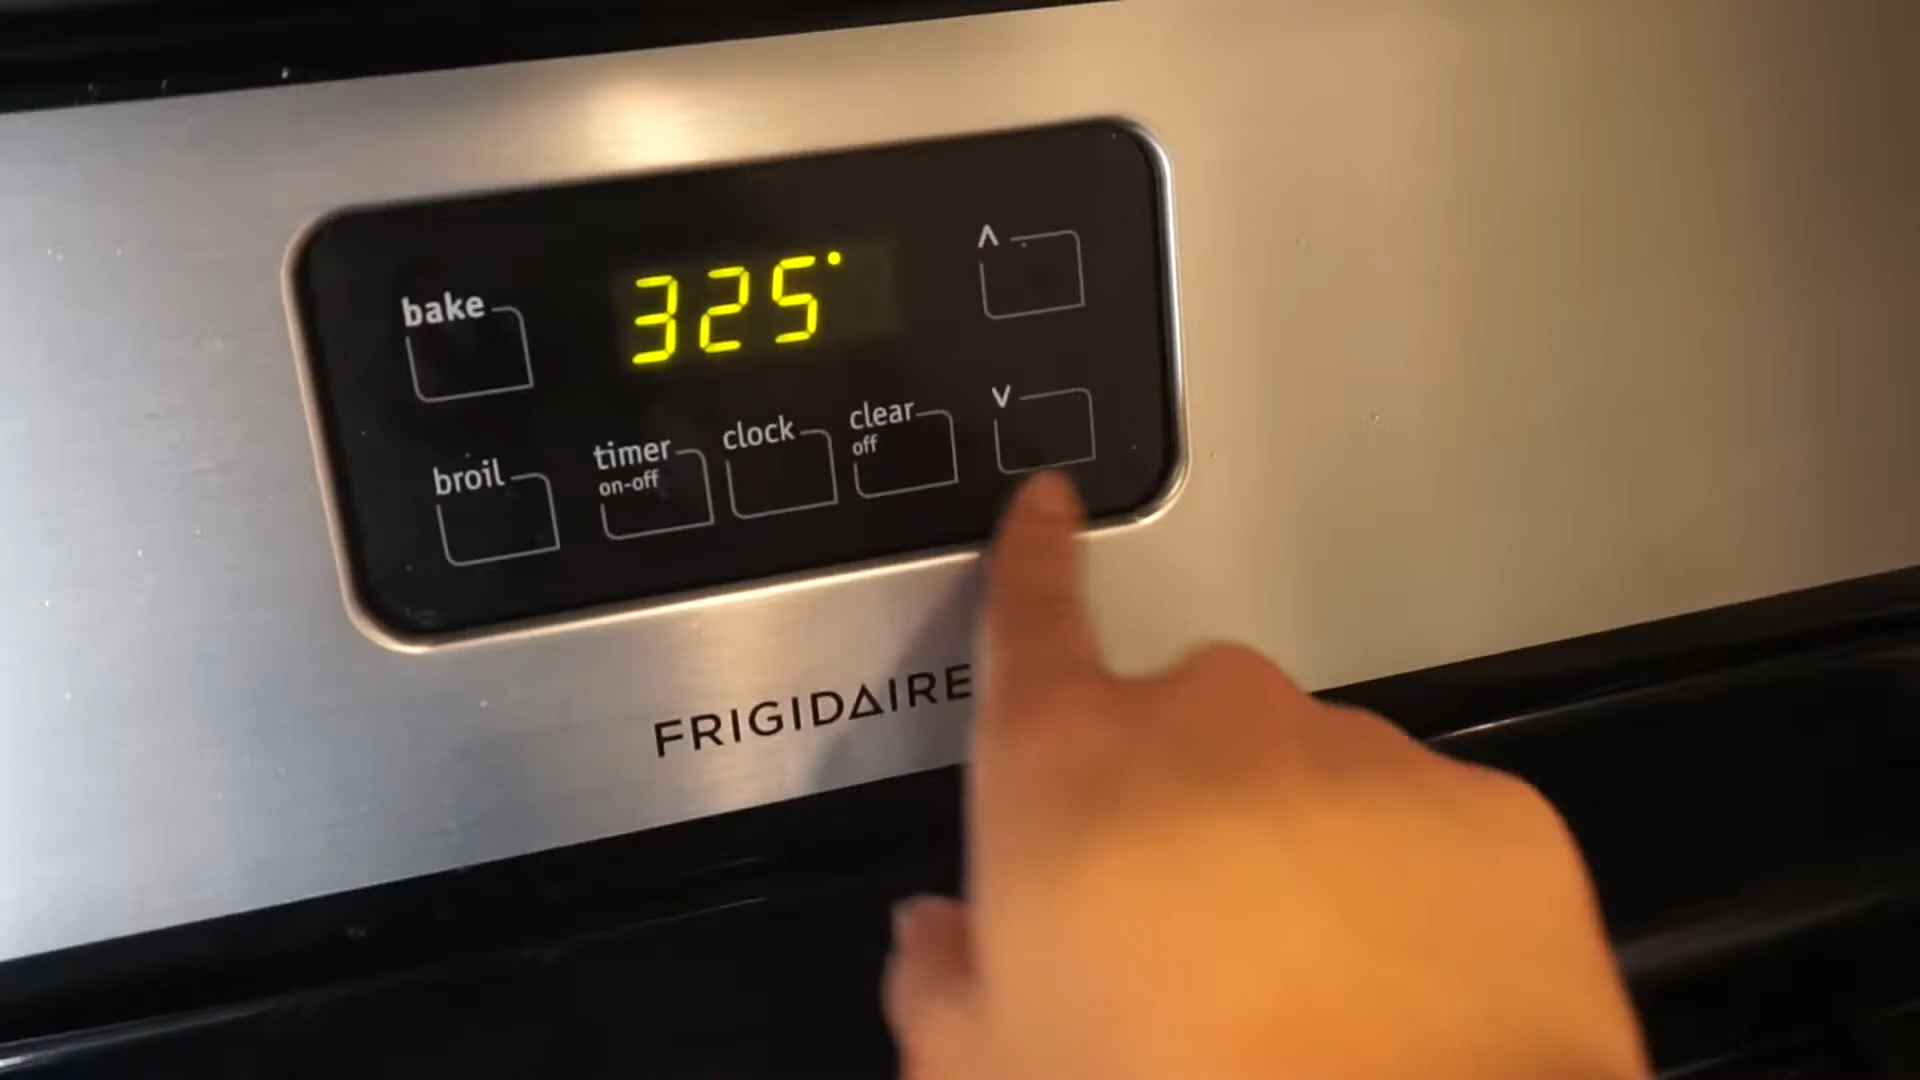 bake
325°
^
broil
timer
on-off
clock
clear
off
v
FRIGIDAIRE